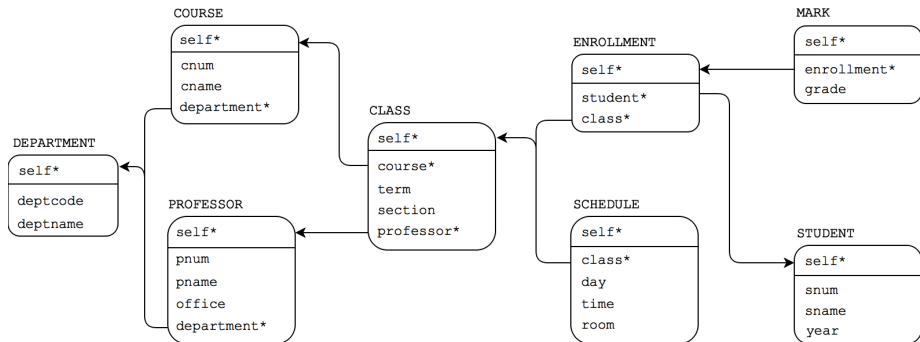 COURSE
self*
cnum
cname
department*
DEPARTMENT
self*
deptcode
deptname
PROFESSOR
self*
pnum
pname
office
department*
CLASS
self*
course*
term
section
professor*
ENROLLMENT
self*
student*
class*
SCHEDULE
self*
class*
day
time
room
MARK
self*
enrollment*
grade
STUDENT
self*
snum
sname
year